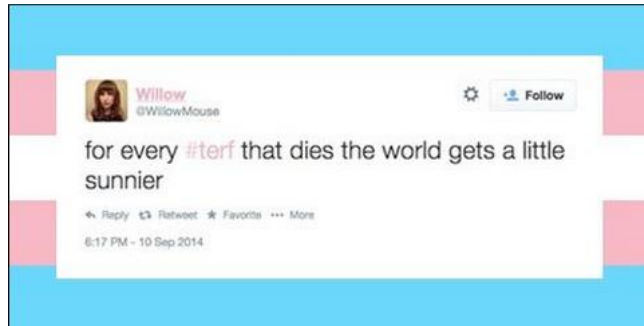 Willow
@WillowMouse
Follow
for every #terf that dies the world gets a little
sunnier
Reply Retweet Favorite More
6:17 PM - 10 Sep 2014